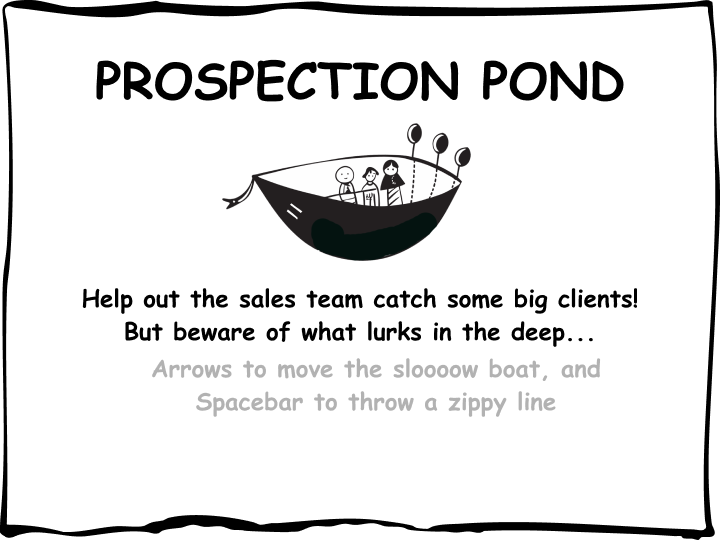 PROSPECTION POND
Help out the sales team catch some big clients!
But beware of what lurks in the deep...
Arrows to move the sloooow boat, and
Spacebar to throw a zippy line